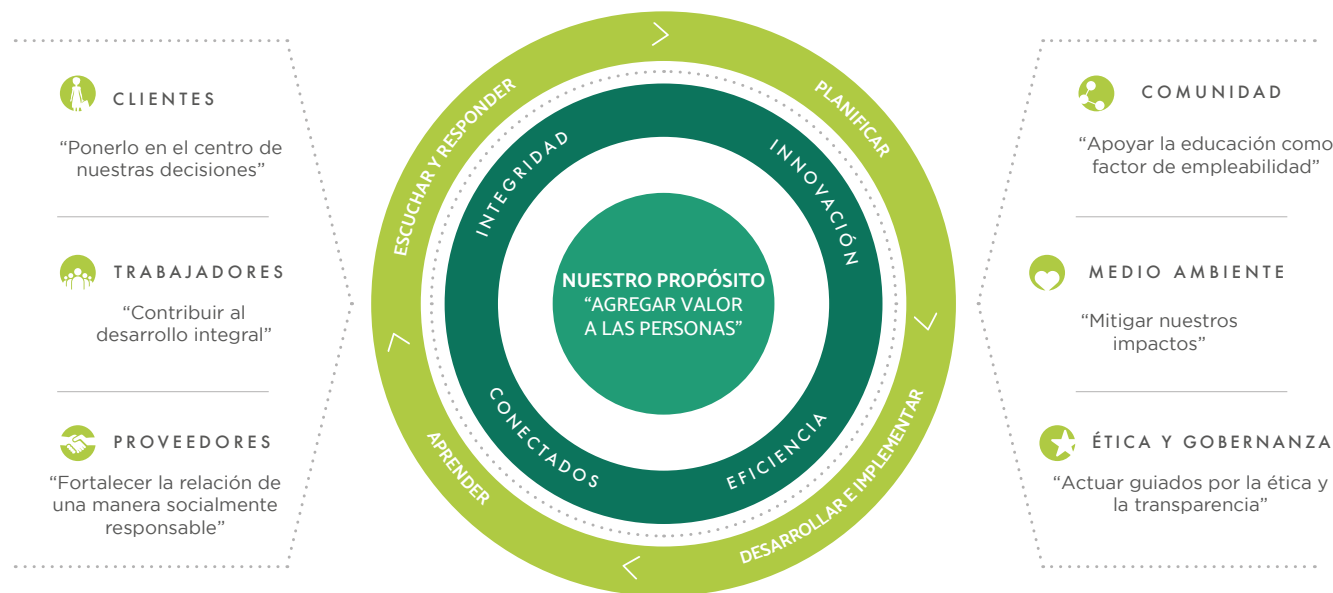 CLIENTES
“Ponerlo en el centro de
nuestras decisiones”
TRABAJADORES
“Contribuir al
desarrollo integral”
PROVEEDORES
“Fortalecer la relación de
una manera socialmente
responsable”
ESCUCHAR Y RESPONDER
PLANIFICAR
DESARROLLAR E IMPLEMENTAR
APRENDER
INTEGRIDAD
INNOVACIÓN
EFICIENCIA
CONECTADOS
NUESTRO PROPÓSITO
“AGREGAR VALOR
A LAS PERSONAS”
COMUNIDAD
“Apoyar la educación como
factor de empleabilidad”
MEDIO AMBIENTE
“Mitigar nuestros
impactos”
ÉTICA Y GOBERNANZA
“Actuar guiados por la ética y
la transparencia”